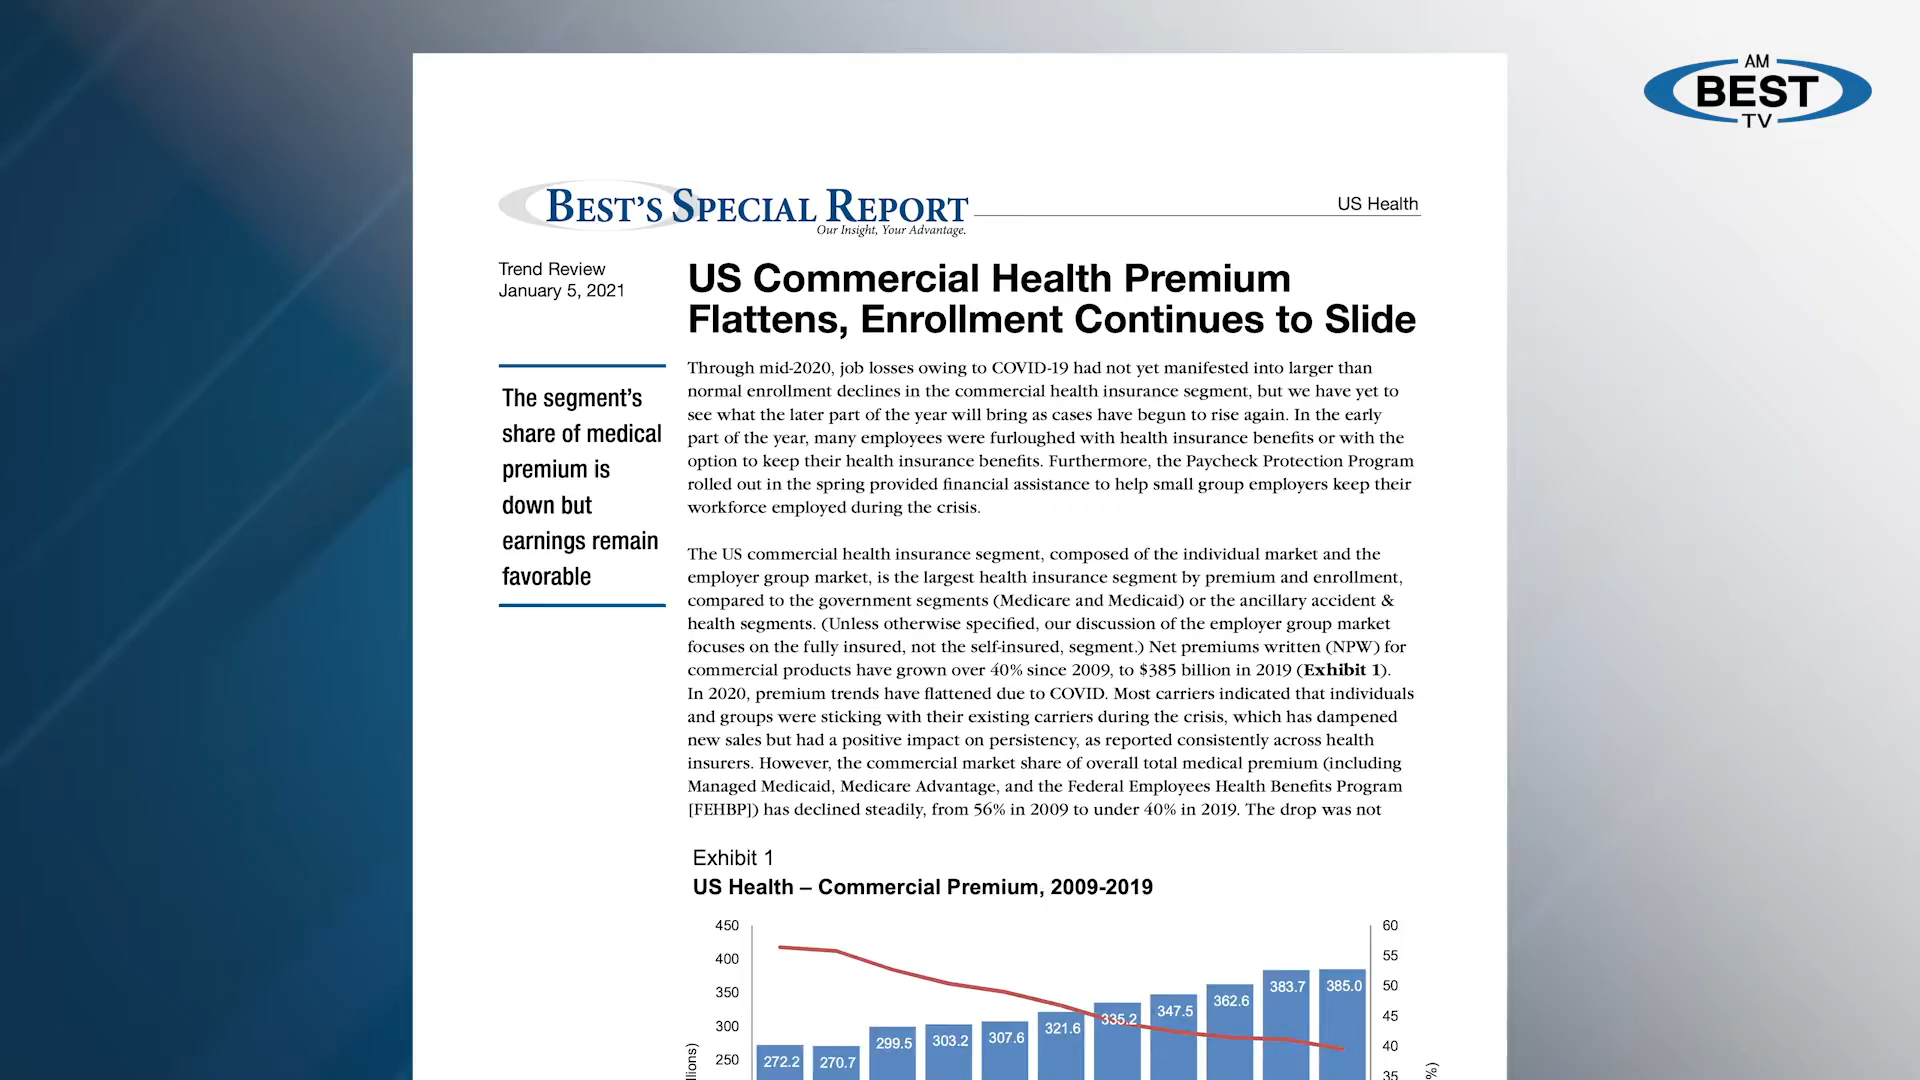 AM
BEST
TV
BEST'S SPECIAL REPORT
Our Insight, Your Advantage.
US Health
Trend Review
January 5, 2021
US Commercial Health Premium
Flattens, Enrollment Continues to Slide
The segment's
share of medical
premium is
down but
earnings remain
favorable
Through mid-2020, job losses owing to COVID-19 had not yet manifested into larger than
normal enrollment declines in the commercial health insurance segment, but we have yet to
see what the later part of the year will bring as cases have begun to rise again. In the early
part of the year, many employees were furloughed with health insurance benefits or with the
option to keep their health insurance benefits. Furthermore, the Paycheck Protection Program
rolled out in the spring provided financial assistance to help small group employers keep their
workforce employed during the crisis.
The US commercial health insurance segment, composed of the individual market and the
employer group market, is the largest health insurance segment by premium and enrollment,
compared to the government segments (Medicare and Medicaid) or the ancillary accident &
health segments. (Unless otherwise specified, our discussion of the employer group market
focuses on the fully insured, not the self-insured, segment.) Net premiums written (NPW) for
commercial products have grown over 40% since 2009, to $385 billion in 2019 (Exhibit 1).
In 2020, premium trends have flattened due to COVID. Most carriers indicated that individuals
and groups were sticking with their existing carriers during the crisis, which has dampened
new sales but had a positive impact on persistency, as reported consistently across health
insurers. However, the commercial market share of overall total medical premium (including
Managed Medicaid, Medicare Advantage, and the Federal Employees Health Benefits Program
[FEHBP]) has declined steadily, from 56% in 2009 to under 40% in 2019. The drop was not
Exhibit 1
US Health – Commercial Premium, 2009-2019
450
400
350
300
250
272.2
270.7
299.5
303.2
307.6
321.6
335.2
347.5
362.6
383.7
385.0
60
55
50
45
40
35